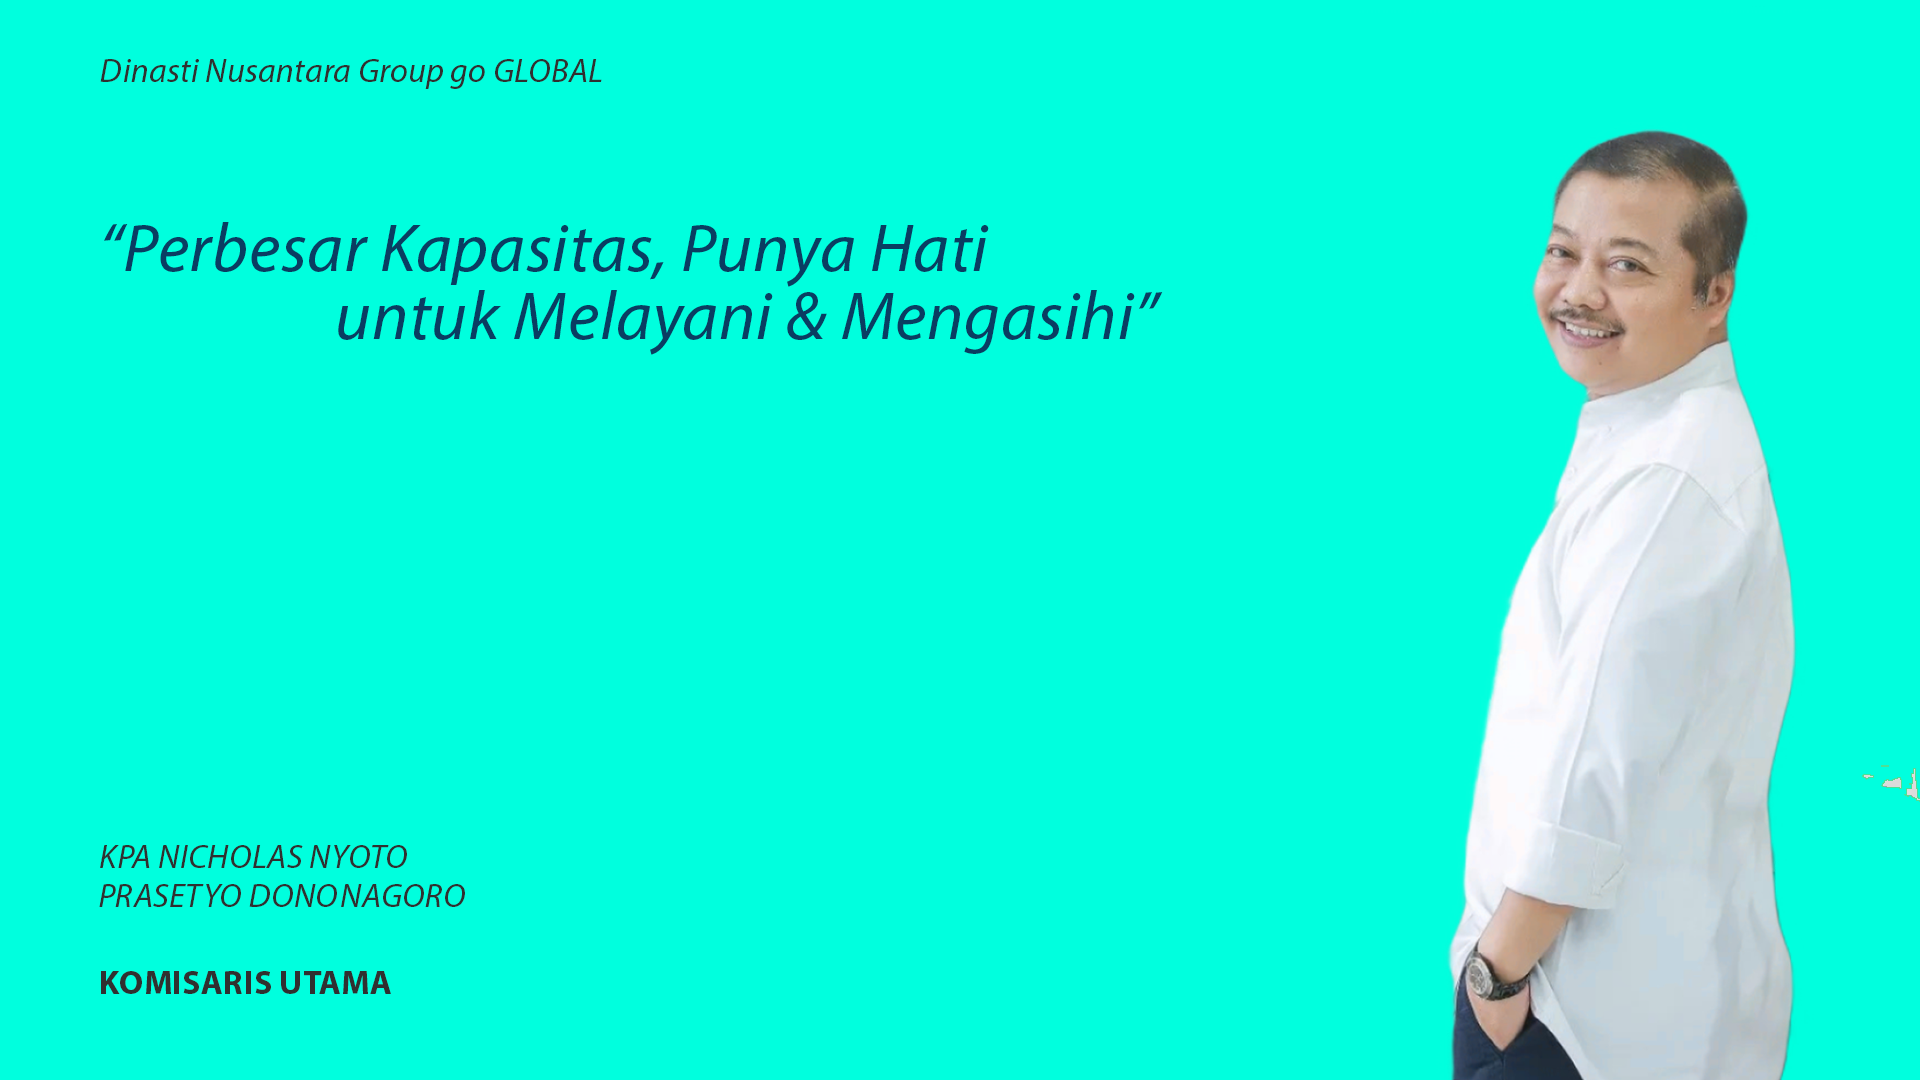 Dinasti Nusantara Group go GLOBAL
“Perbesar Kapasitas, Punya Hati
untuk Melayani & Mengasihi”
KPA NICHOLAS NYOTO
PRASETYO DONONAGORO
KOMISARIS UTAMA